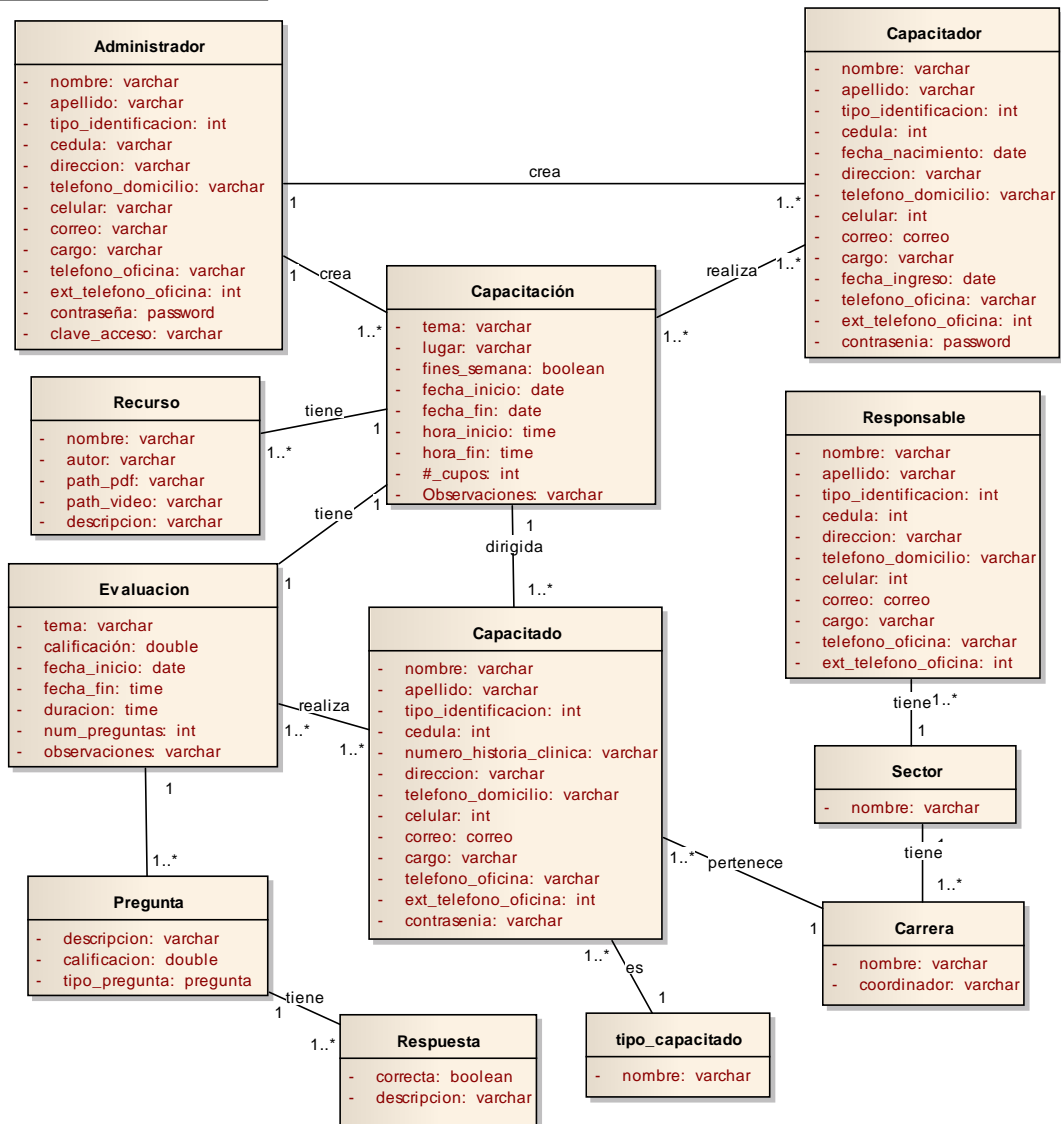 Administrador
- nombre: varchar
- apellido: varchar
- tipo_identificacion: int
- cedula: varchar
- direccion: varchar
- telefono_domicilio: varchar
- celular: varchar
- correo: varchar
- cargo: varchar
- telefono_oficina: varchar
- ext_telefono_oficina: int
- contraseña: password
- clave_acceso: varchar
Capacitador
- nombre: varchar
- apellido: varchar
- tipo_identificacion: int
- cedula: int
- fecha_nacimiento: date
- direccion: varchar
- telefono_domicilio: varchar
- celular: int
- correo: correo
- cargo: varchar
- fecha_ingreso: date
- telefono_oficina: varchar
- ext_telefono_oficina: int
- contrasenia: password
crea
1
1..*
crea
1
1..*
realiza
1..*
1..*
Capacitación
- tema: varchar
- lugar: varchar
- fines_semana: boolean
- fecha_inicio: date
- fecha_fin: date
- hora_inicio: time
- hora_fin: time
- #_cupos: int
- Observaciones: varchar
Recurso
- nombre: varchar
- autor: varchar
- path_pdf: varchar
- path_video: varchar
- descripcion: varchar
tiene
1
1..*
tiene
1
1
dirigida
1
1..*
Responsable
- nombre: varchar
- apellido: varchar
- tipo_identificacion: int
- cedula: int
- direccion: varchar
- telefono_domicilio: varchar
- celular: int
- correo: correo
- cargo: varchar
- telefono_oficina: varchar
- ext_telefono_oficina: int
Evaluacion
- tema: varchar
- calificación: double
- fecha_inicio: date
- fecha_fin: time
- duracion: time
- num_preguntas: int
- observaciones: varchar
realiza
1..*
1..*
Capacitado
- nombre: varchar
- apellido: varchar
- tipo_identificacion: int
- cedula: int
- numero_historia_clinica: varchar
- direccion: varchar
- telefono_domicilio: varchar
- celular: int
- correo: correo
- cargo: varchar
- telefono_oficina: varchar
- ext_telefono_oficina: int
- contrasenia: varchar
tiene
1..*
1
Sector
- nombre: varchar
tiene
1..*
1..*
pertenece
1
Carrera
- nombre: varchar
- coordinador: varchar
1
1..*
Pregunta
- descripcion: varchar
- calificacion: double
- tipo_pregunta: pregunta
tiene
1
1..*
Respuesta
- correcta: boolean
- descripcion: varchar
1..*
es
1
tipo_capacitado
- nombre: varchar